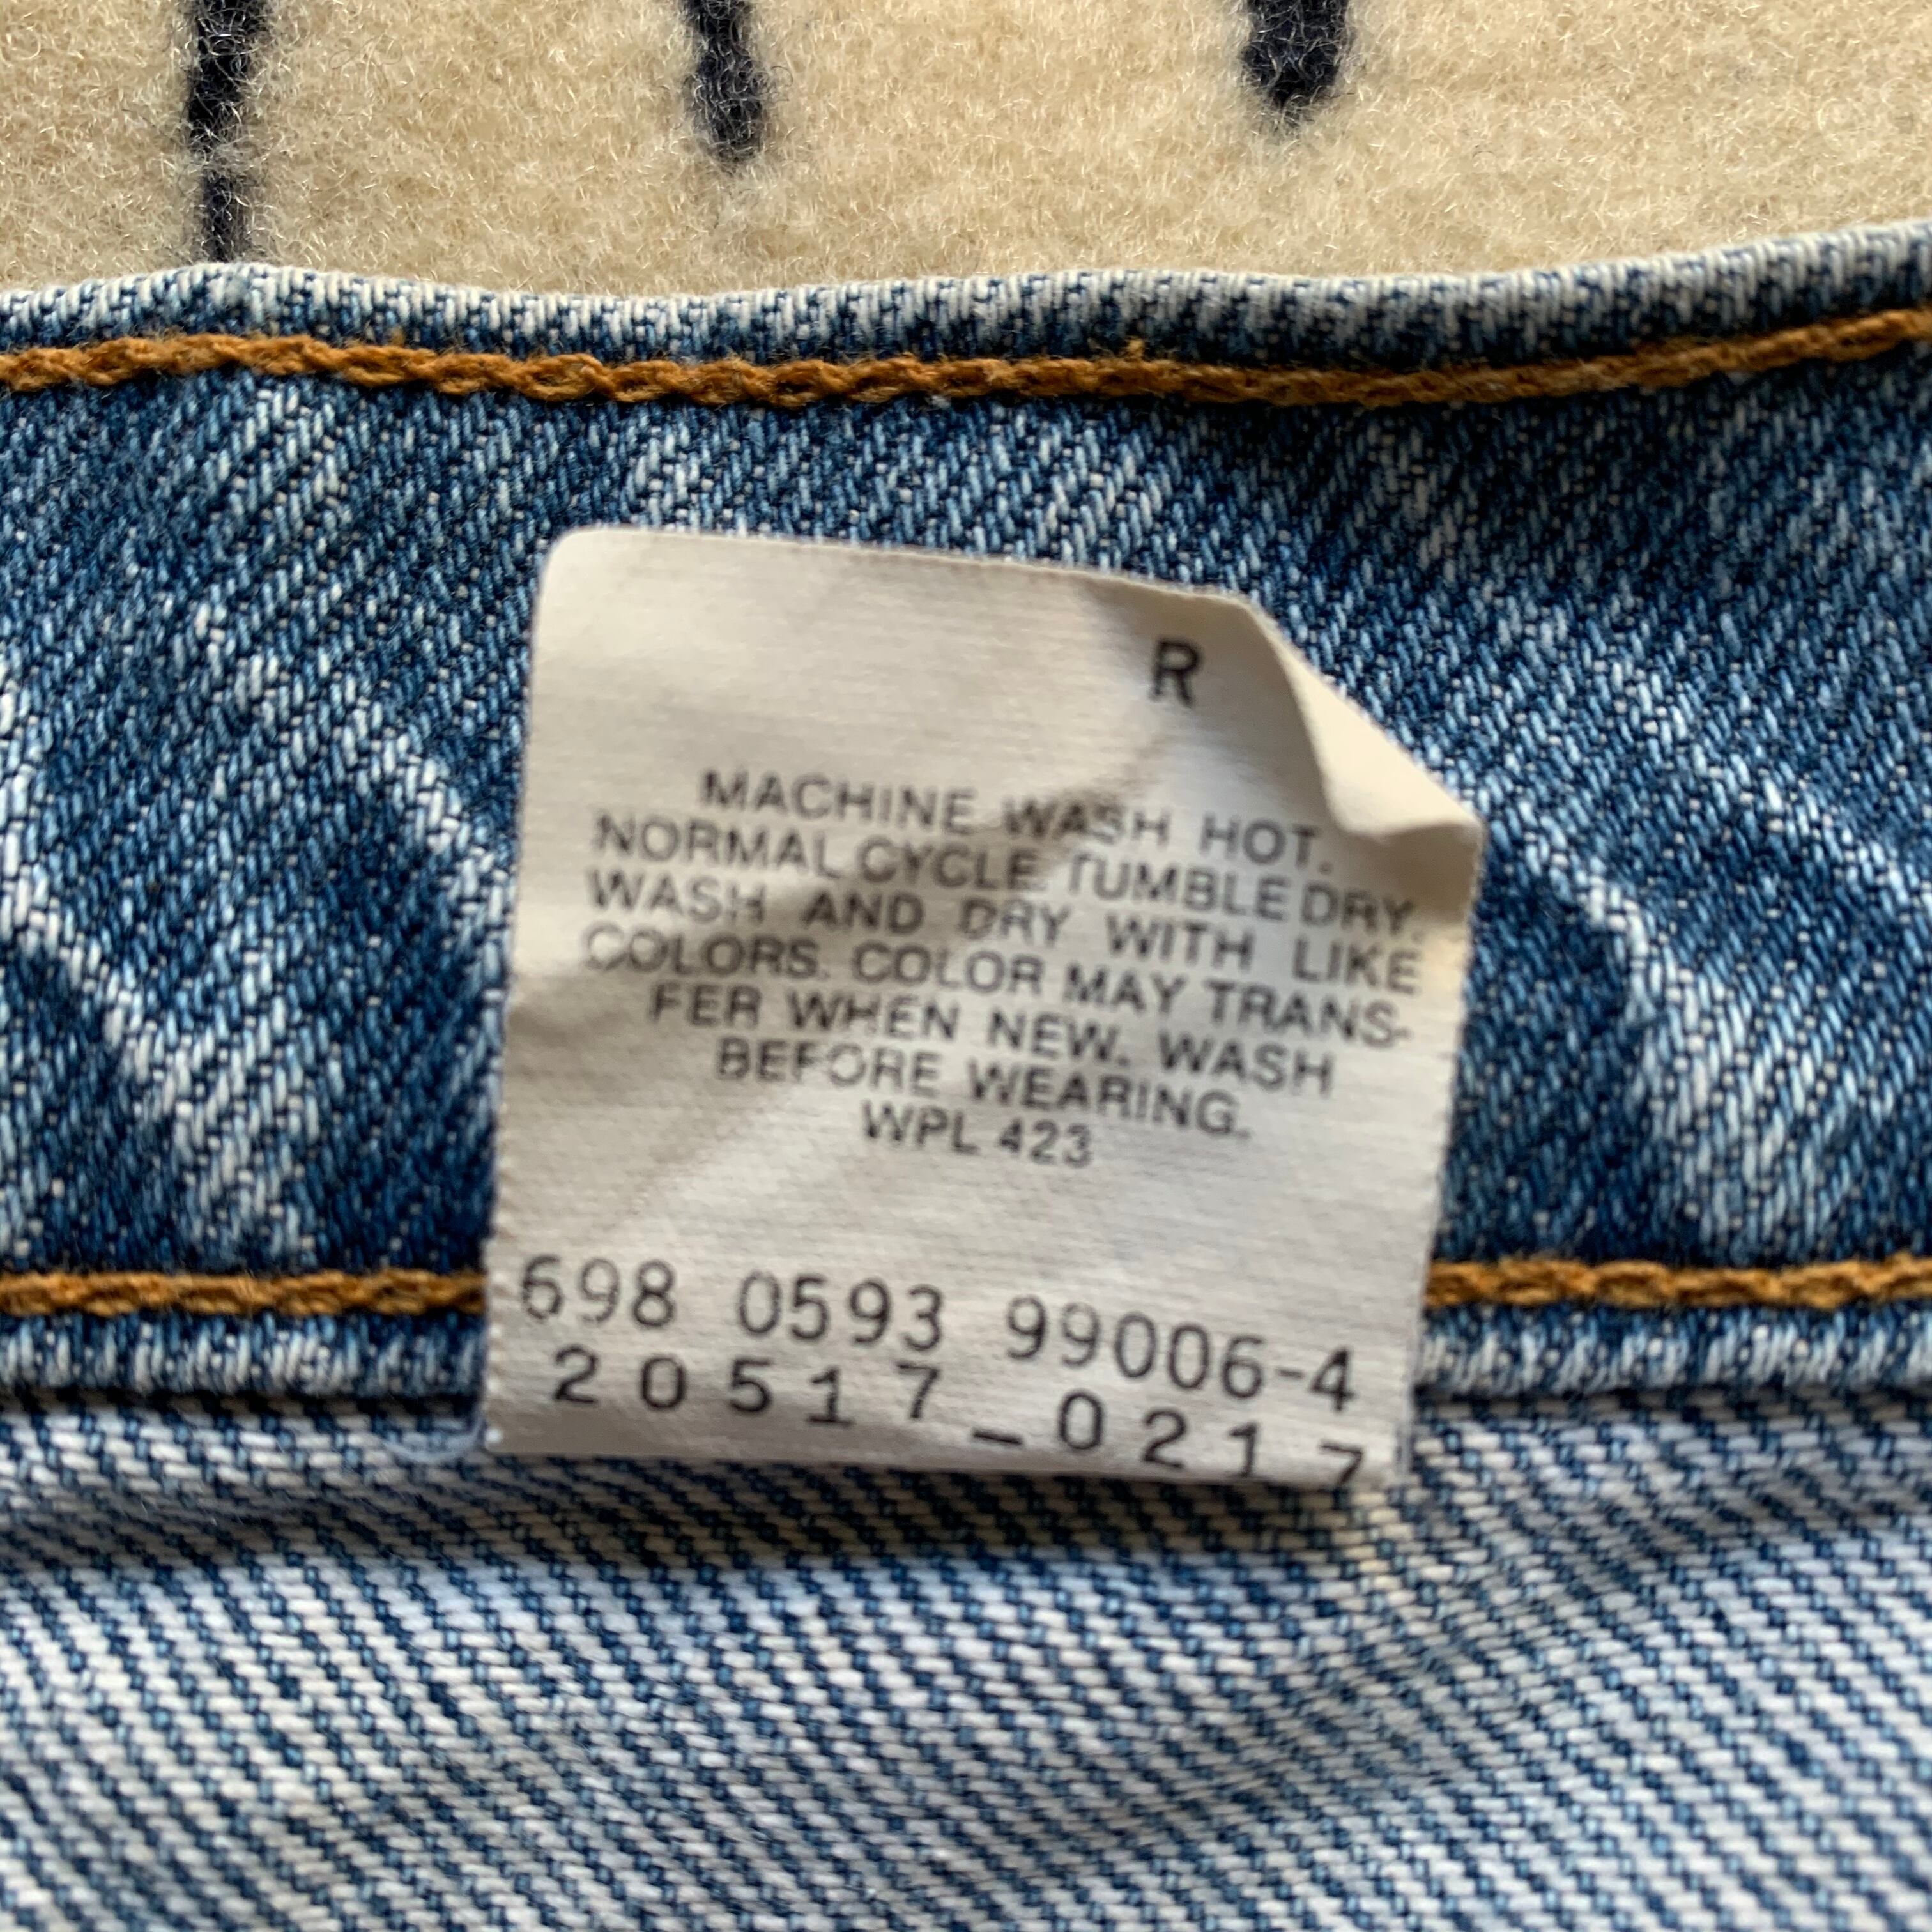 R
MACHINE WASH HOT.
NORMAL CYCLE. TUMBLE DRY.
WASH AND DRY WITH LIKE
COLORS. COLOR MAY TRANS-
FER WHEN NEW. WASH
BEFORE WEARING.
WPL 423
698 0593 99006-4
20517-0217